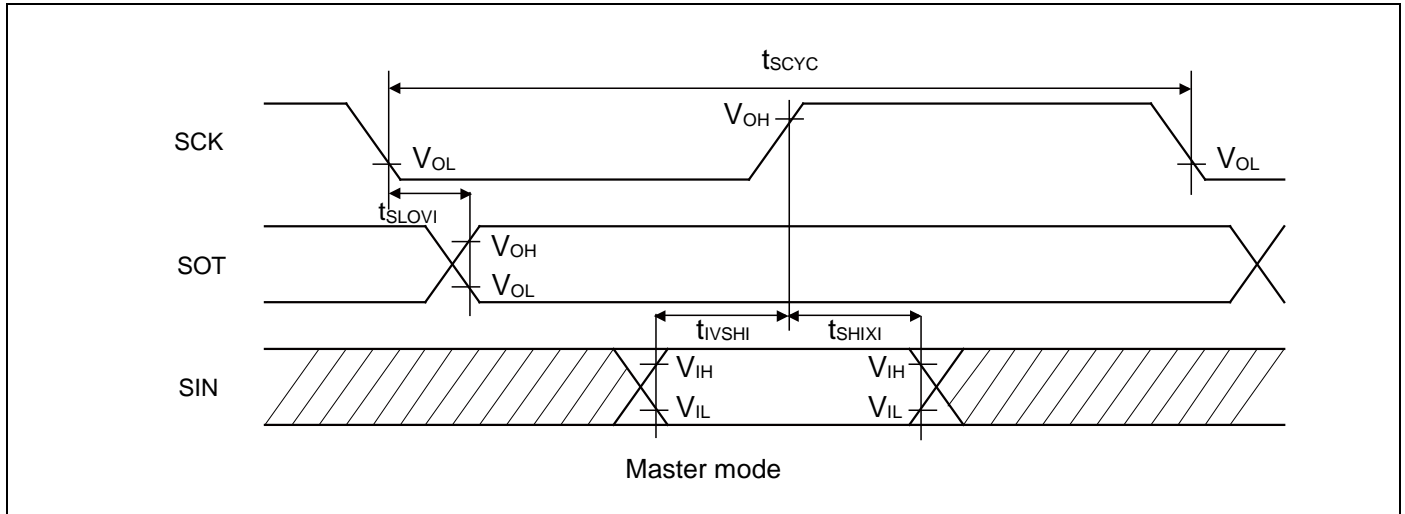 tSCYC
SCK
VOH
VOL
VOL
tSLOVI
SOT
VOH
VOL
tIVSHI
tSHIXI
SIN
VIH
VIH
VIL
VIL
Master mode